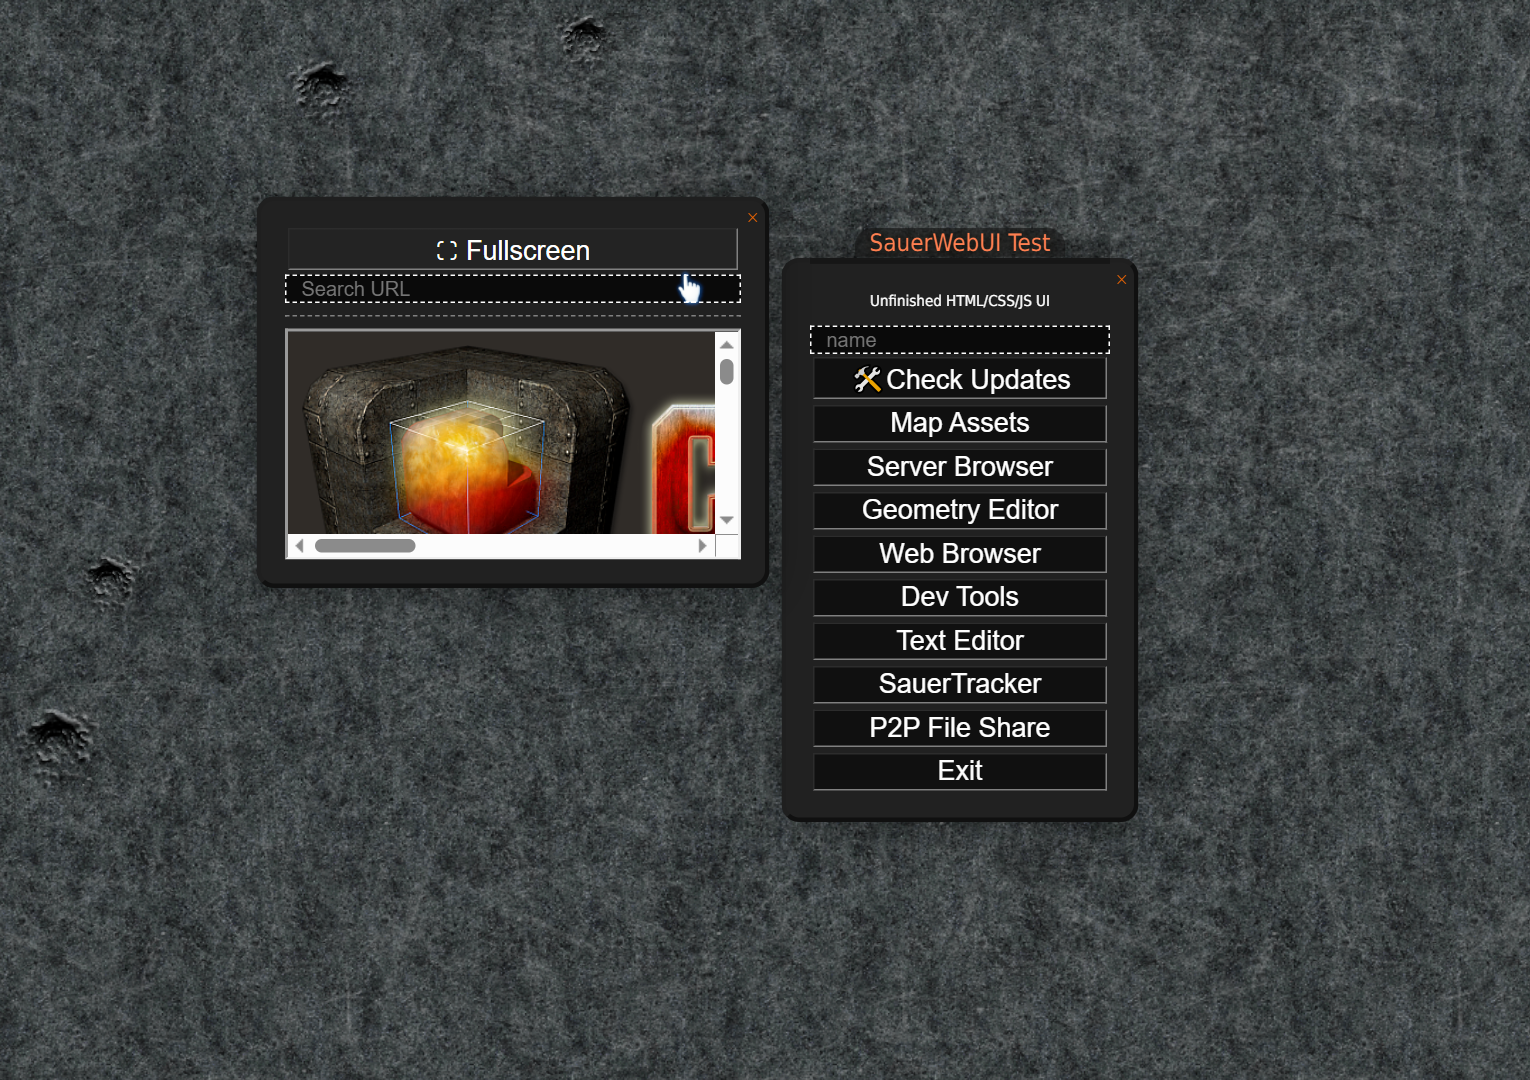 ×
Fullscreen
Search URL
C
SauerWebUI Test
×
Unfinished HTML/CSS/JS UI
name
Check Updates
Map Assets
Server Browser
Geometry Editor
Web Browser
Dev Tools
Text Editor
SauerTracker
P2P File Share
Exit